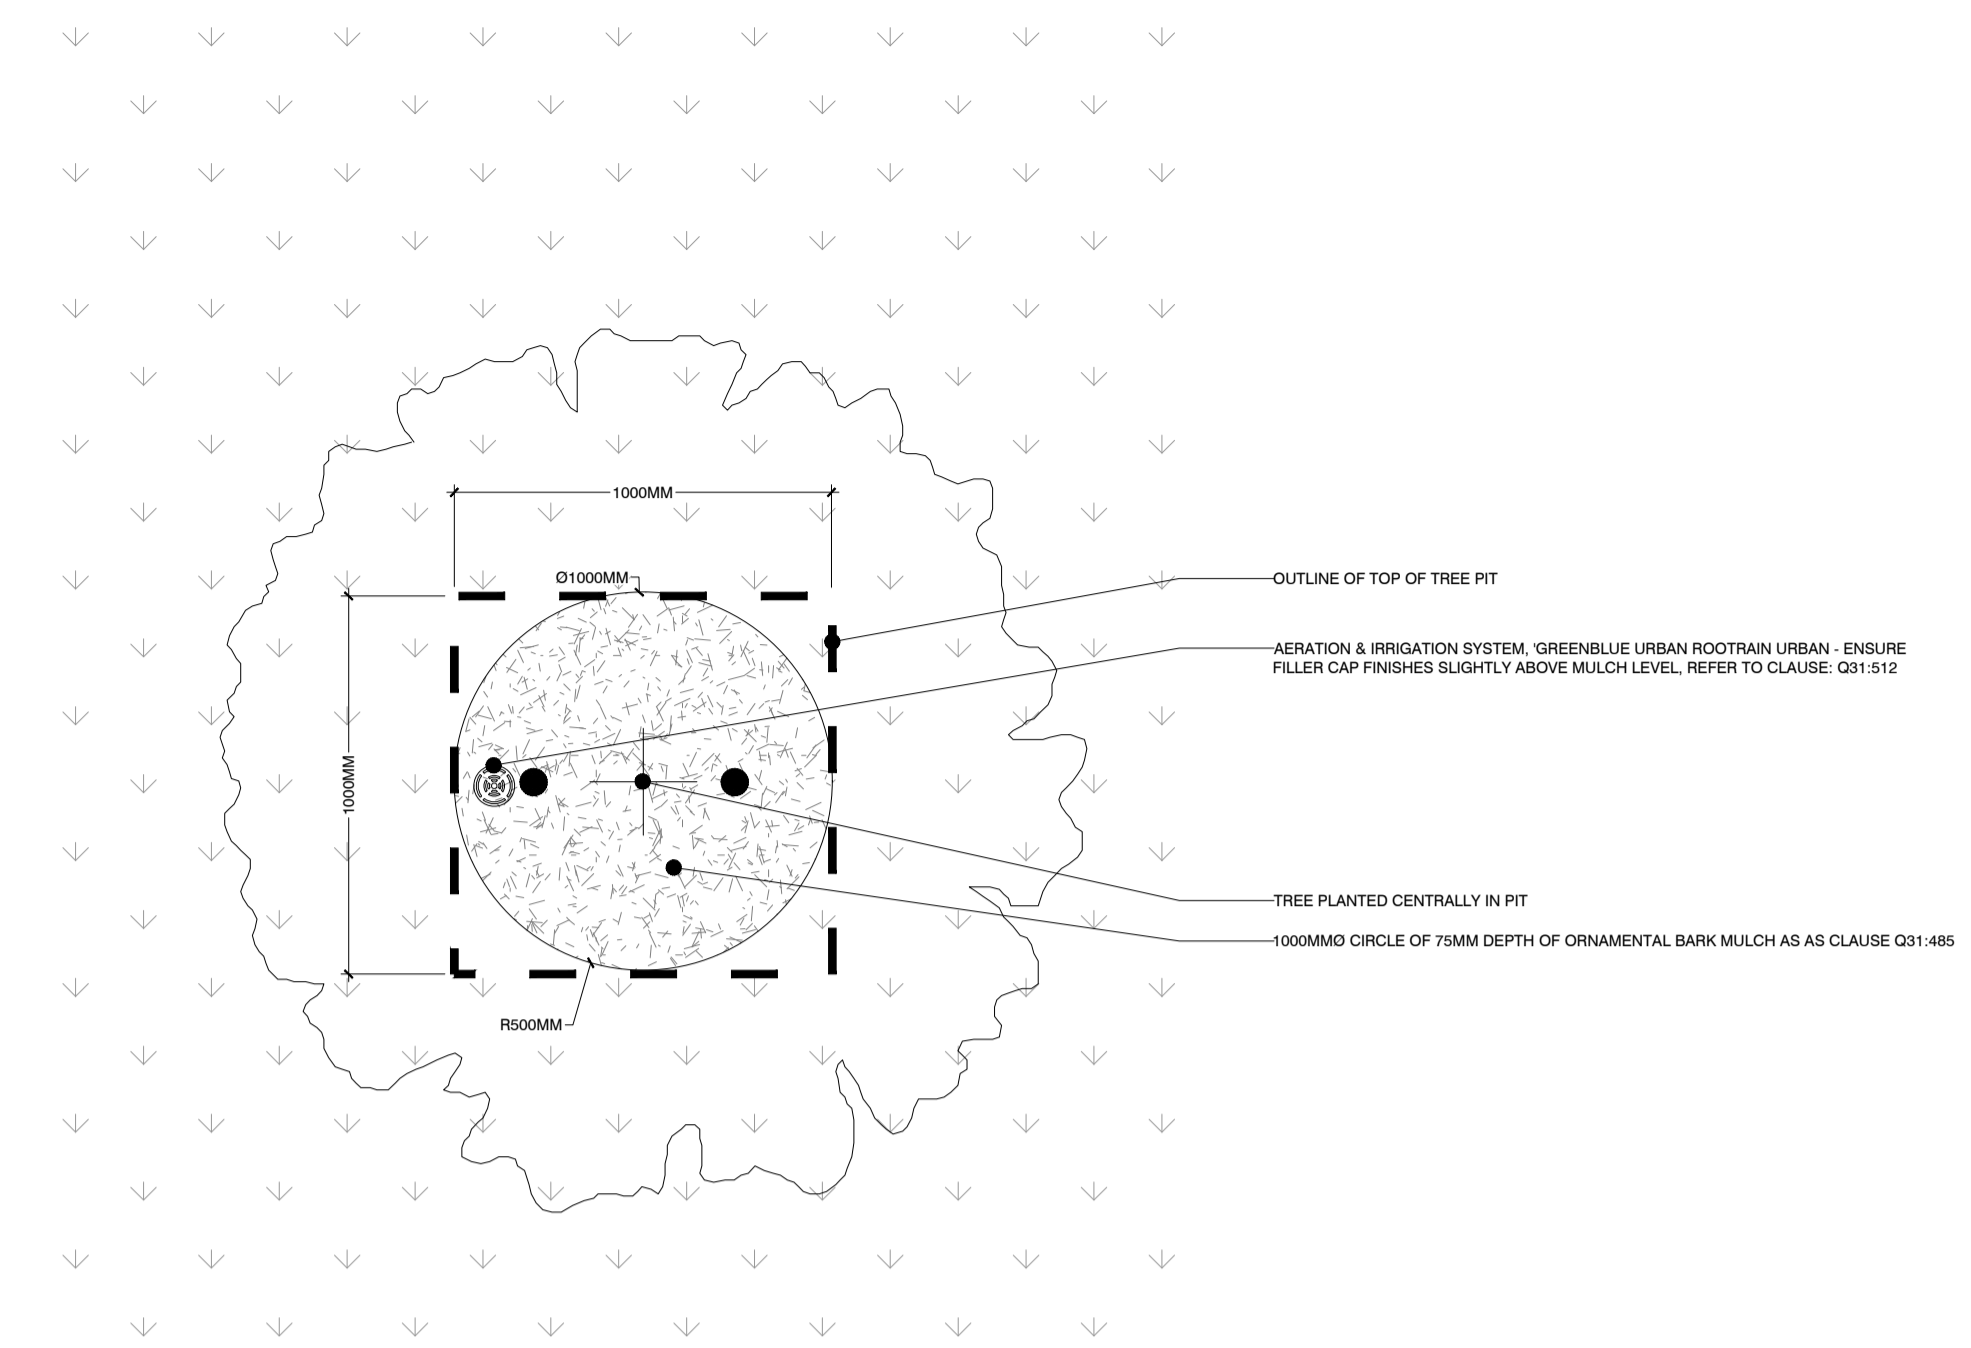 1000MM
Ø1000MM
OUTLINE OF TOP OF TREE PIT
AERATION & IRRIGATION SYSTEM, 'GREENBLUE URBAN ROOTRAIN URBAN - ENSURE
FILLER CAP FINISHES SLIGHTLY ABOVE MULCH LEVEL, REFER TO CLAUSE: Q31:512
1000MM
TREE PLANTED CENTRALLY IN PIT
1000MMØ CIRCLE OF 75MM DEPTH OF ORNAMENTAL BARK MULCH AS AS CLAUSE Q31:485
R500MM